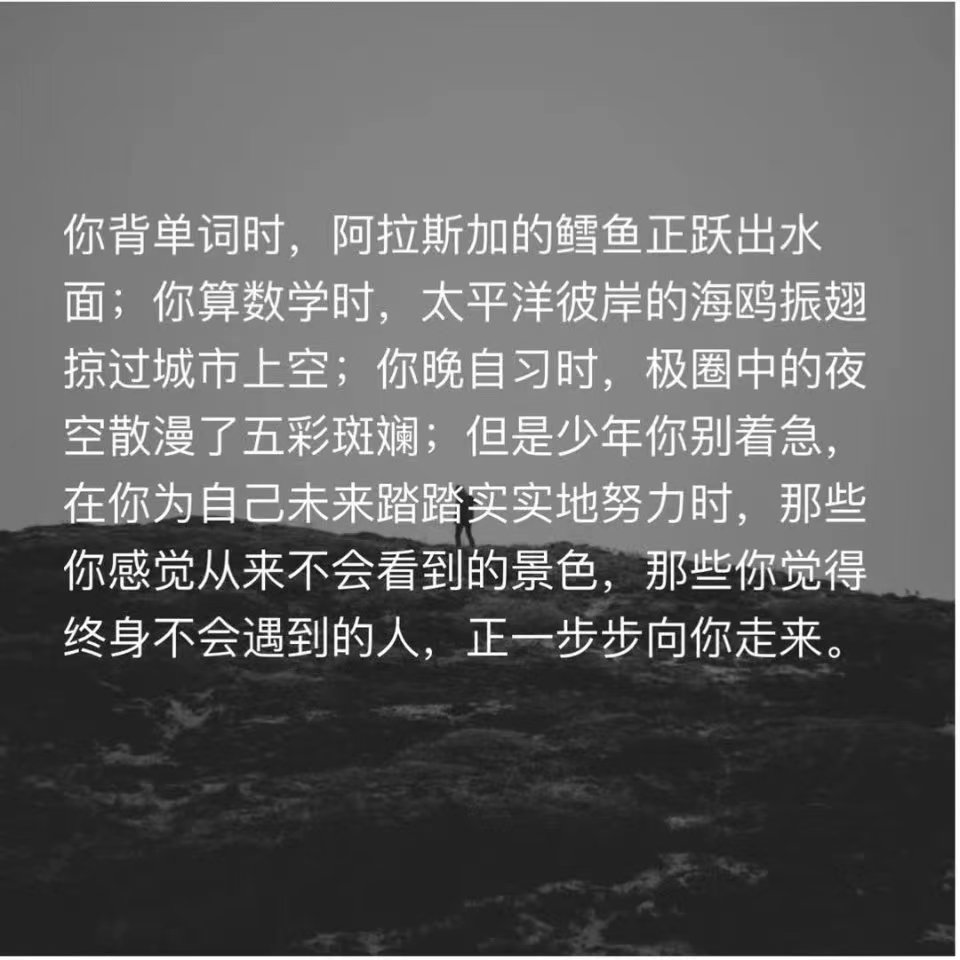 你背单词时，阿拉斯加的鳕鱼正跃出水
面；你算数学时，太平洋彼岸的海鸥振翅
掠过城市上空；你晚自习时，极圈中的夜
空散漫了五彩斑斓；但是少年你别着急，
在你为自己未来踏踏实实地努力时，那些
你感觉从来不会看到的景色，那些你觉得
终身不会遇到的人，正一步步向你走来。